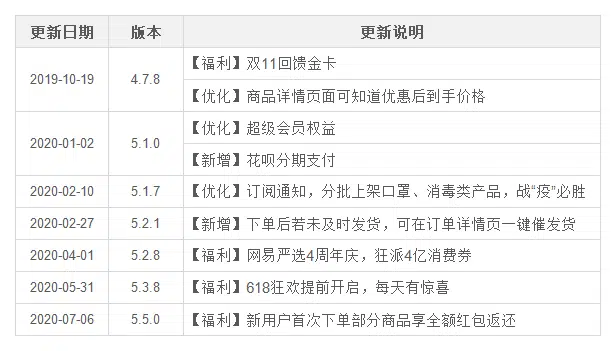 更新日期 版本 更新说明
2019-10-19 4.7.8 【福利】双11回馈金卡
【优化】商品详情页面可知道优惠后到手价格
2020-01-02 5.1.0 【优化】超级会员权益
【新增】花呗分期支付
2020-02-10 5.1.7 【优化】订阅通知，分批上架口罩、消毒类产品，战“疫”必胜
2020-02-27 5.2.1 【新增】下单后若未及时发货，可在订单详情页一键催发货
2020-04-01 5.2.8 【福利】网易严选4周年庆，狂派4亿消费券
2020-05-31 5.3.8 【福利】618狂欢提前开启，每天有惊喜
2020-07-06 5.5.0 【福利】新用户首次下单部分商品享全额红包返还